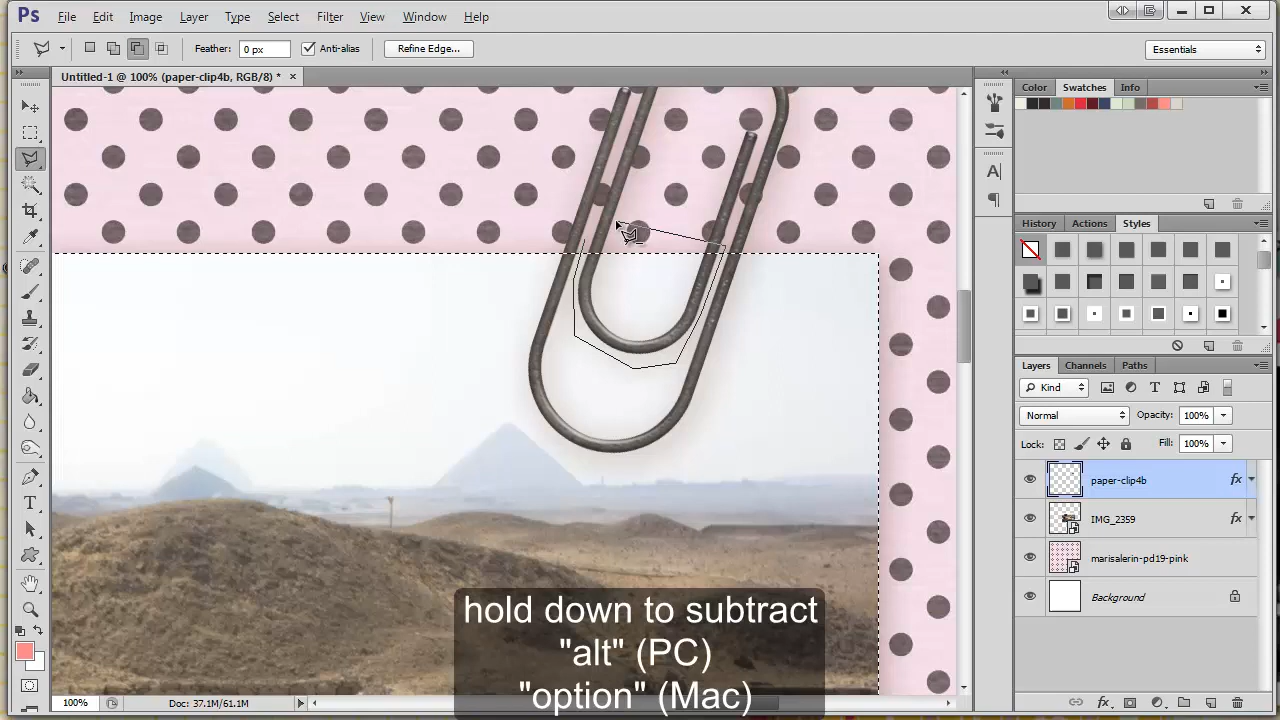 Ps File Edit Image Layer Type Select Filter View Window Help
Feather: 0 px Anti-alias Refine Edge... Essentials
Untitled-1 @ 100% (paper-clip4b, RGB/8) * ×
Color Swatches Info
History Actions Styles
Layers Channels Paths
Kind
Normal Opacity: 100%
Lock: Fill: 100%
paper-clip4b fx
IMG_2359 fx
marisalerin-pd19-pink
Background
hold down to subtract
"alt" (PC)
"option" (Mac)
100% Doc: 37.1M/61.1M